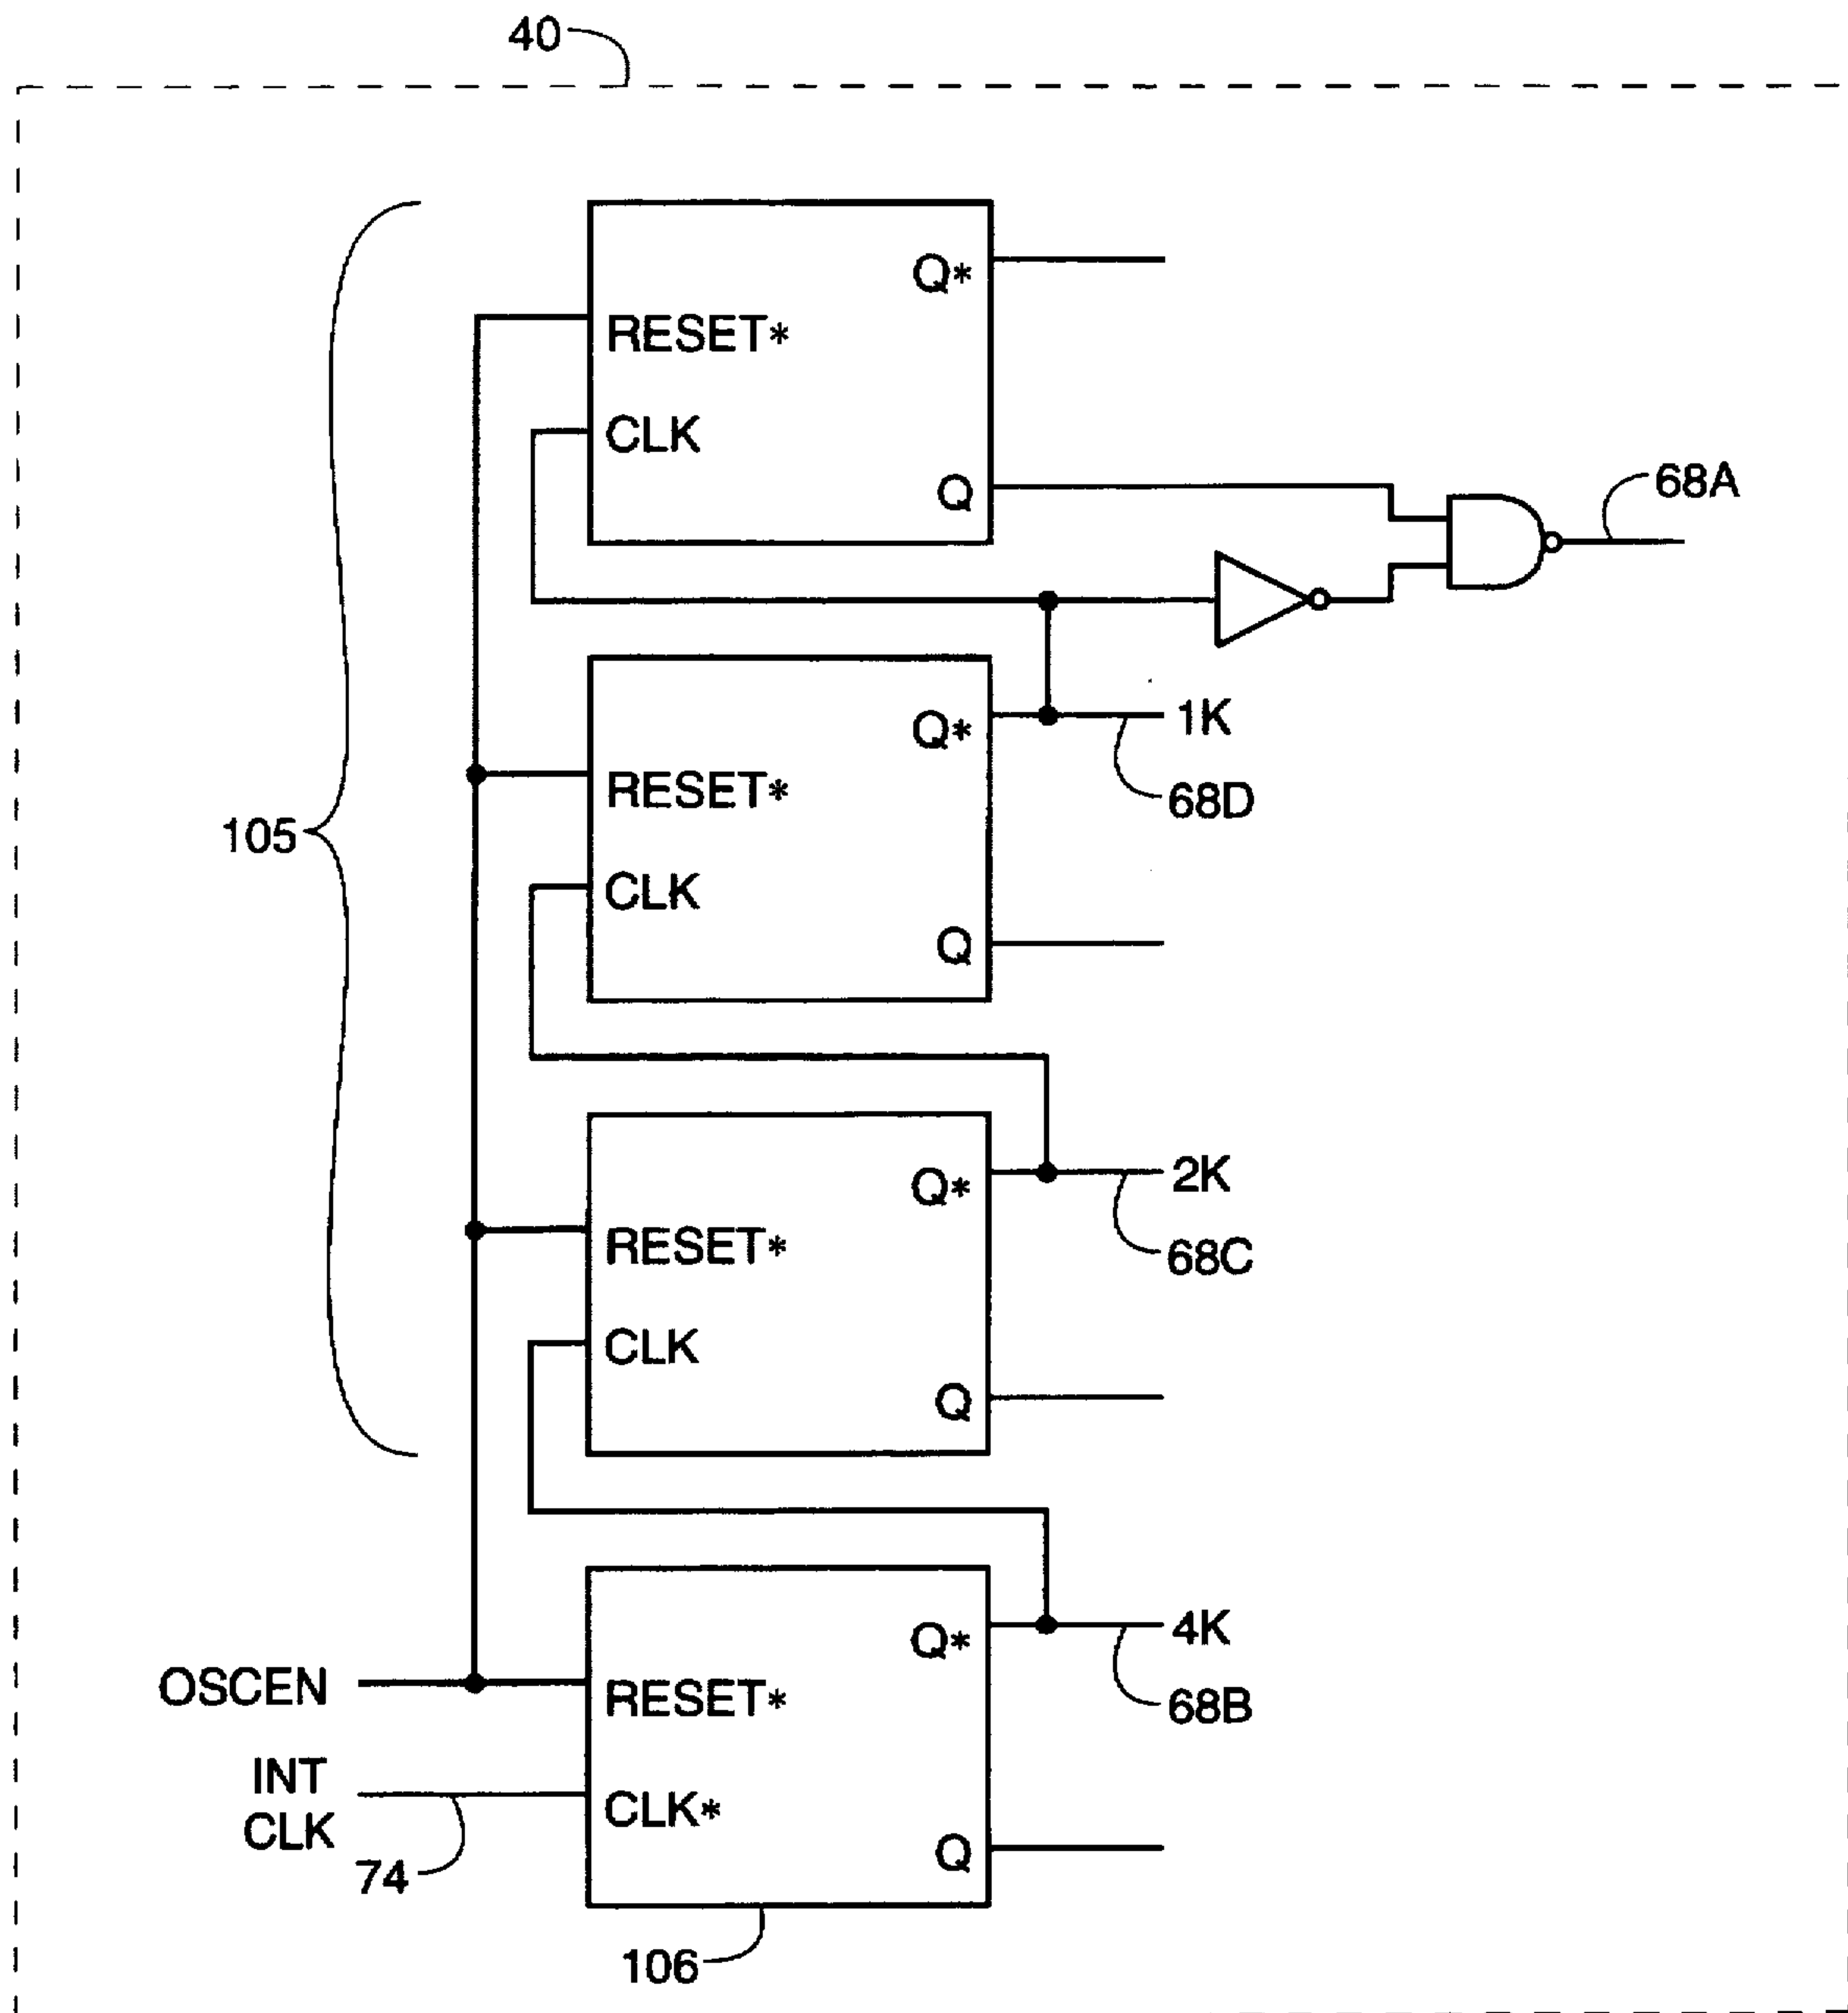 40
Q*
RESET*
CLK
Q
68A
Q*
1K
RESET*
68D
105
CLK
Q
Q*
2K
RESET*
68C
CLK
Q
Q*
4K
OSCEN
RESET*
68B
INT
CLK
CLK*
Q
74
106